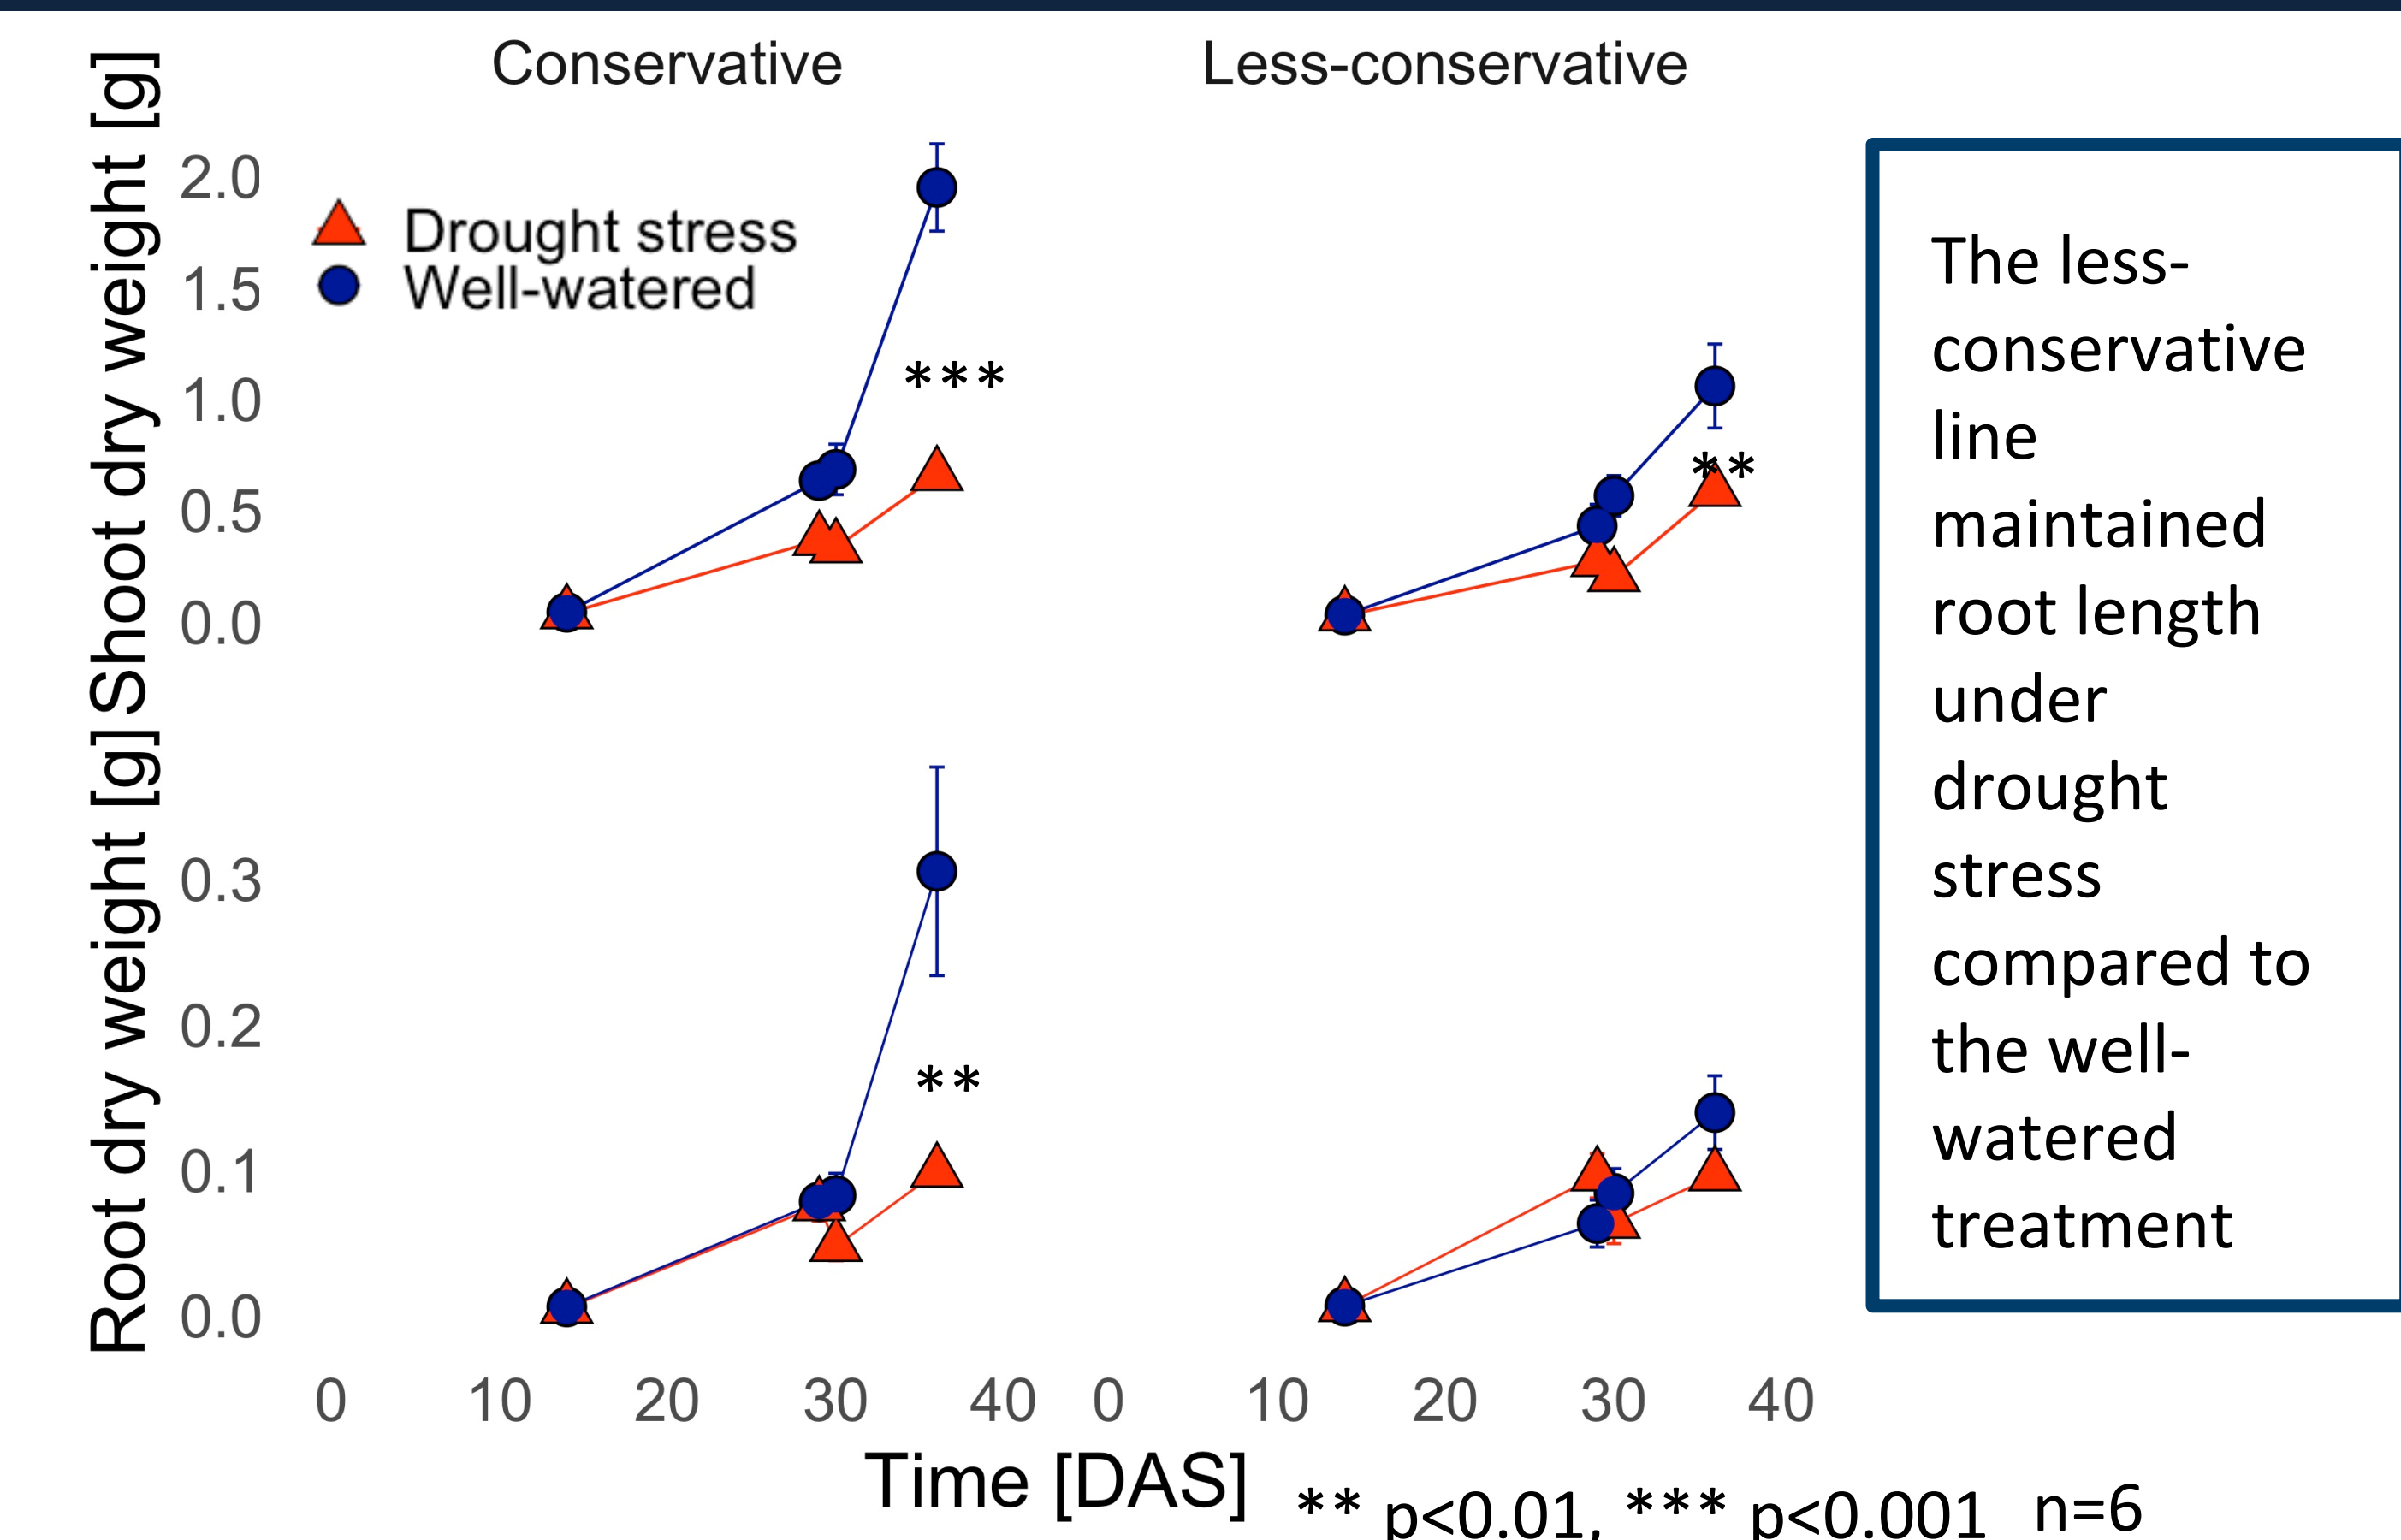 Conservative
Less-conservative
Shoot dry weight [g]
2.0
1.5
1.0
0.5
0.0
Drought stress
Well-watered
***
**
Root dry weight [g]
0.3
0.2
0.1
0.0
**
0 10 20 30 40 0 10 20 30 40
Time [DAS]
** p<0.01, *** p<0.001 n=6
The less-
conservative
line
maintained
root length
under
drought
stress
compared to
the well-
watered
treatment